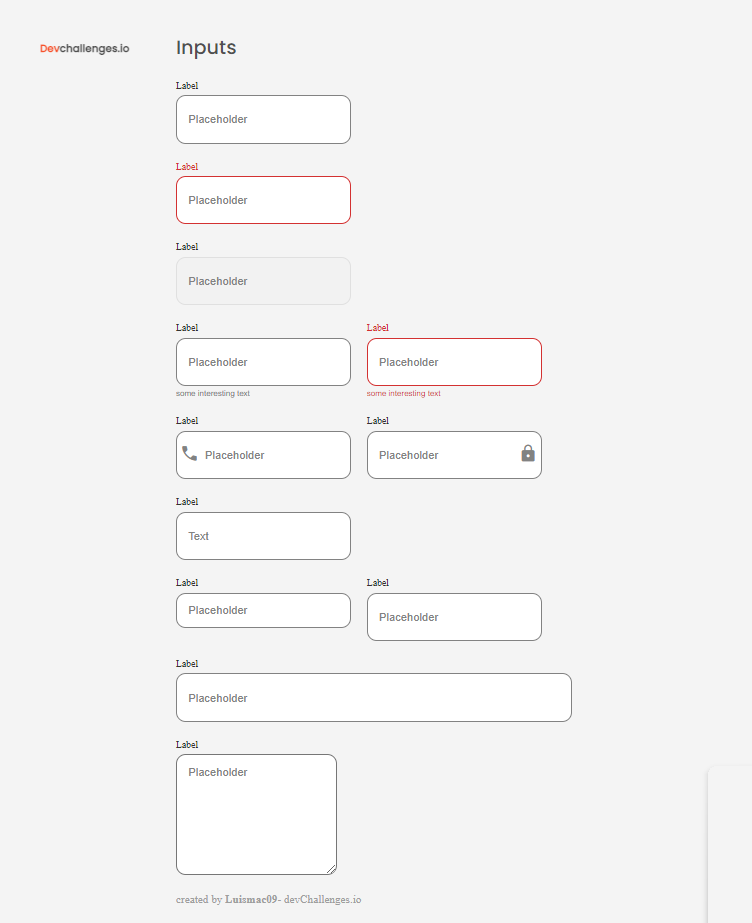 Devchallenges.io
Inputs
Label
Placeholder
Label
Placeholder
Label
Placeholder
Label
Placeholder
some interesting text
Label
Placeholder
some interesting text
Label
Placeholder
Label
Placeholder
Label
Text
Label
Placeholder
Label
Placeholder
Label
Placeholder
Label
Placeholder
created by Luismac09- devChallenges.io